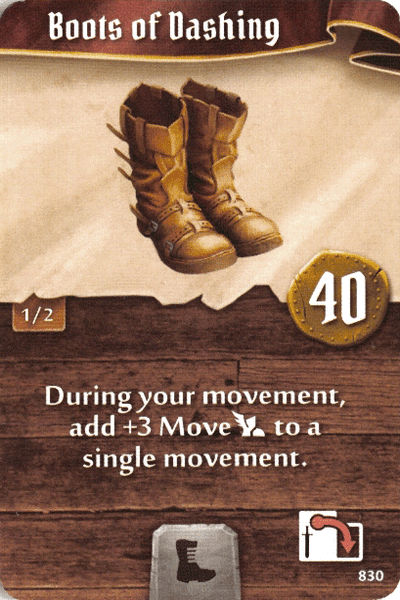 Boots of Dashing
40
1/2
During your movement,
add +3 Move to a
single movement.
830